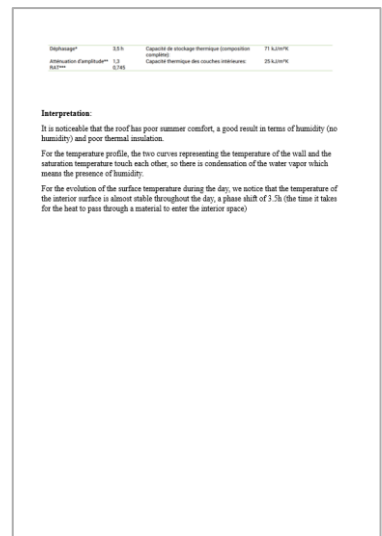 Déphasage* 3,5 h Capacité de stockage thermique (composition complète): 71 kJ/m²K
Atténuation d'amplitude** 1,3 Capacité thermique des couches intérieures: 25 kJ/m²K
RAT*** 0,745
Interpretation:
It is noticeable that the roof has poor summer comfort, a good result in terms of humidity (no
humidity) and poor thermal insulation.
For the temperature profile, the two curves representing the temperature of the wall and the
saturation temperature touch each other, so there is condensation of the water vapor which
means the presence of humidity.
For the evolution of the surface temperature during the day, we notice that the temperature of
the interior surface is almost stable throughout the day, a phase shift of 3.5h (the time it takes
for the heat to pass through a material to enter the interior space)